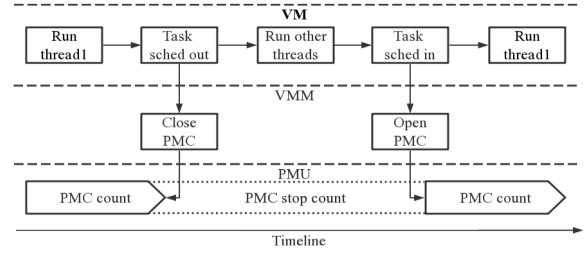 VM
Run
thread1
Task
sched out
Run other
threads
Task
sched in
Run
thread1
VMM
Close
PMC
Open
PMC
PMU
PMC count
PMC stop count
PMC count
Timeline